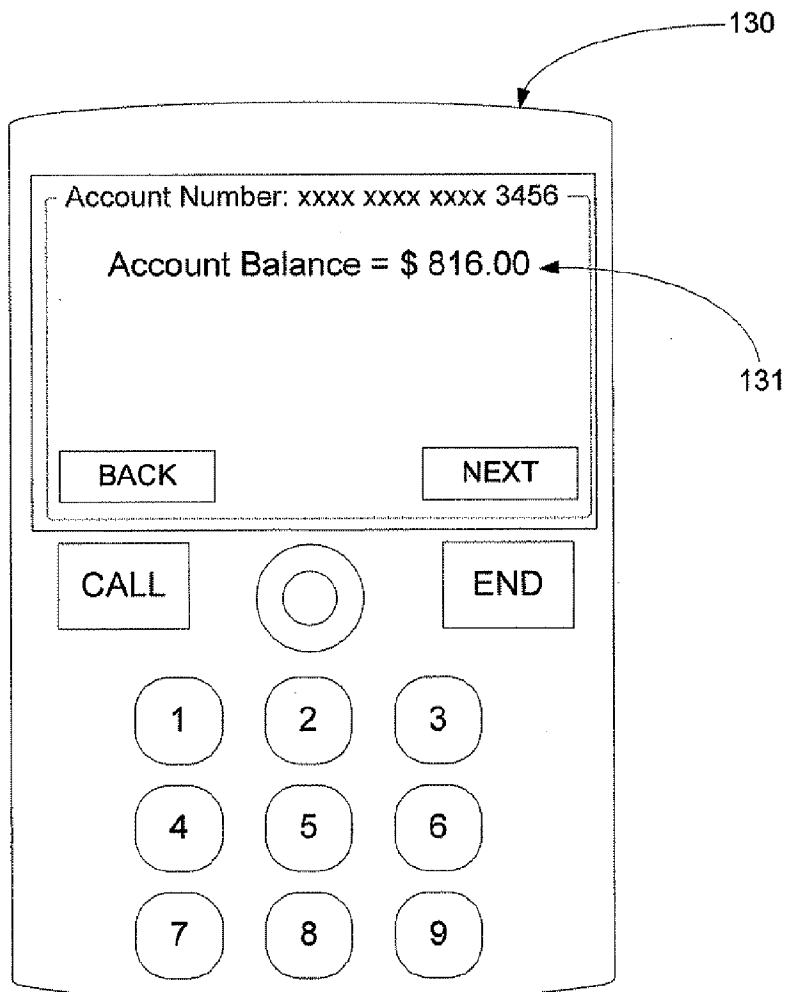 130
Account Number: xxxx xxxx xxxx 3456
Account Balance = $ 816.00
131
BACK NEXT
CALL END
1 2 3
4 5 6
7 8 9